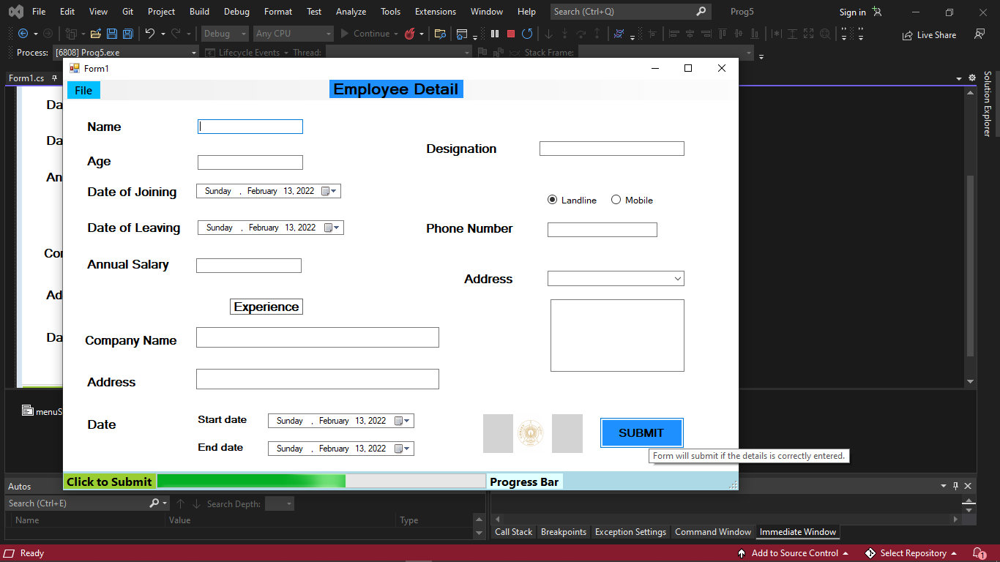 File Edit View Git Project Build Debug Format Test Analyze Tools Extensions Window Help Search (Ctrl+Q) Prog5 Sign in
Debug Any CPU Continue Live Share
Process: [6808] Prog5.exe Lifecycle Events Thread: Stack Frame:
Form1.cs
Solution Explorer
Form1
File Employee Detail
Name
Designation
Age
Date of Joining Sunday , February 13, 2022
Landline Mobile
Date of Leaving Sunday , February 13, 2022
Phone Number
Annual Salary
Address
Experience
Company Name
Address
Date
Start date Sunday , February 13, 2022
End date Sunday , February 13, 2022
SUBMIT
Form will submit if the details is correctly entered.
Click to Submit Progress Bar
Da
Da
An
Con
Ad
Da
menuS
Autos
Search (Ctrl+E) Search Depth:
Name Value Type
Call Stack Breakpoints Exception Settings Command Window Immediate Window
Ready Add to Source Control Select Repository 1